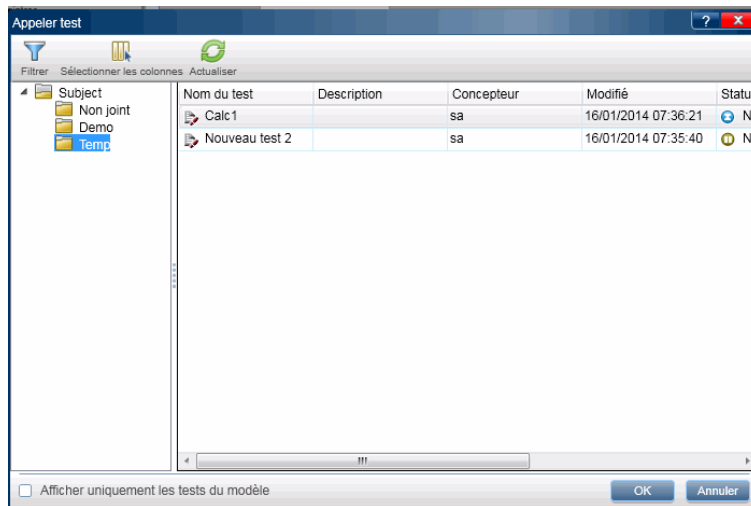 Appeler test
Filtrer Sélectionner les colonnes Actualiser
Subject
Non joint
Demo
Temp
Nom du test Description Concepteur Modifié Statu
Calc1 sa 16/01/2014 07:36:21 N
Nouveau test 2 sa 16/01/2014 07:35:40 N
Afficher uniquement les tests du modèle
OK Annuler